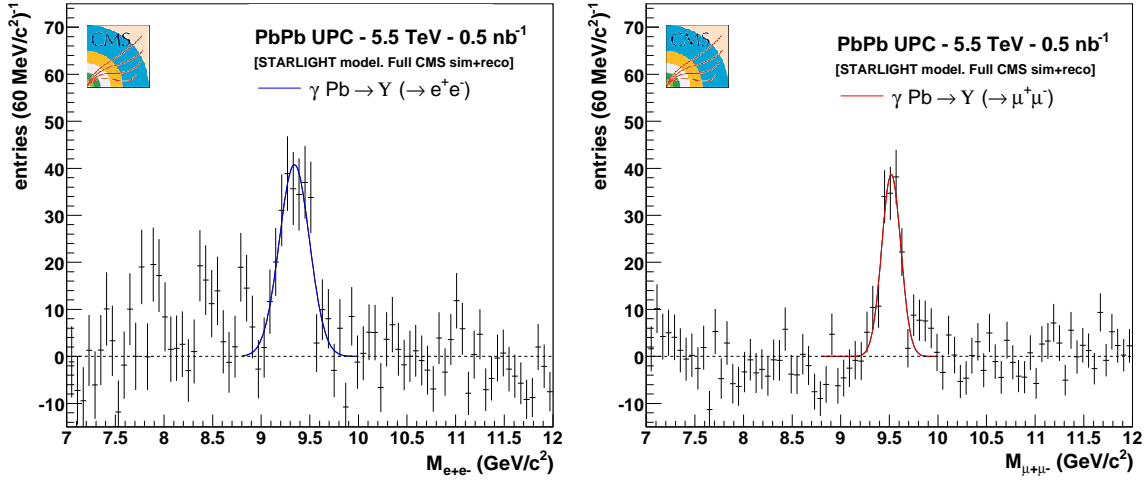 CMS
PbPb UPC - 5.5 TeV - 0.5 nb⁻¹
[STARLIGHT model. Full CMS sim+reco]
γ Pb → Υ (→ e⁺e⁻)
entries (60 MeV/c²)⁻¹
70
60
50
40
30
20
10
0
-10
7 7.5 8 8.5 9 9.5 10 10.5 11 11.5 12
M e+e- (GeV/c²)
CMS
PbPb UPC - 5.5 TeV - 0.5 nb⁻¹
[STARLIGHT model. Full CMS sim+reco]
γ Pb → Υ (→ μ⁺μ⁻)
entries (60 MeV/c²)⁻¹
70
60
50
40
30
20
10
0
-10
7 7.5 8 8.5 9 9.5 10 10.5 11 11.5 12
M μ+μ- (GeV/c²)